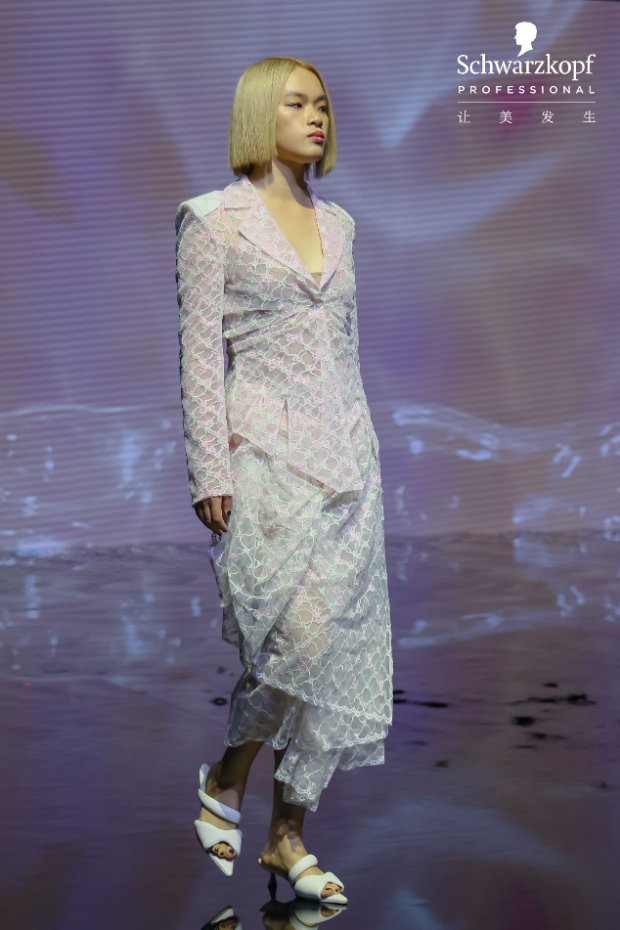 Schwarzkopf
PROFESSIONAL
让美发生